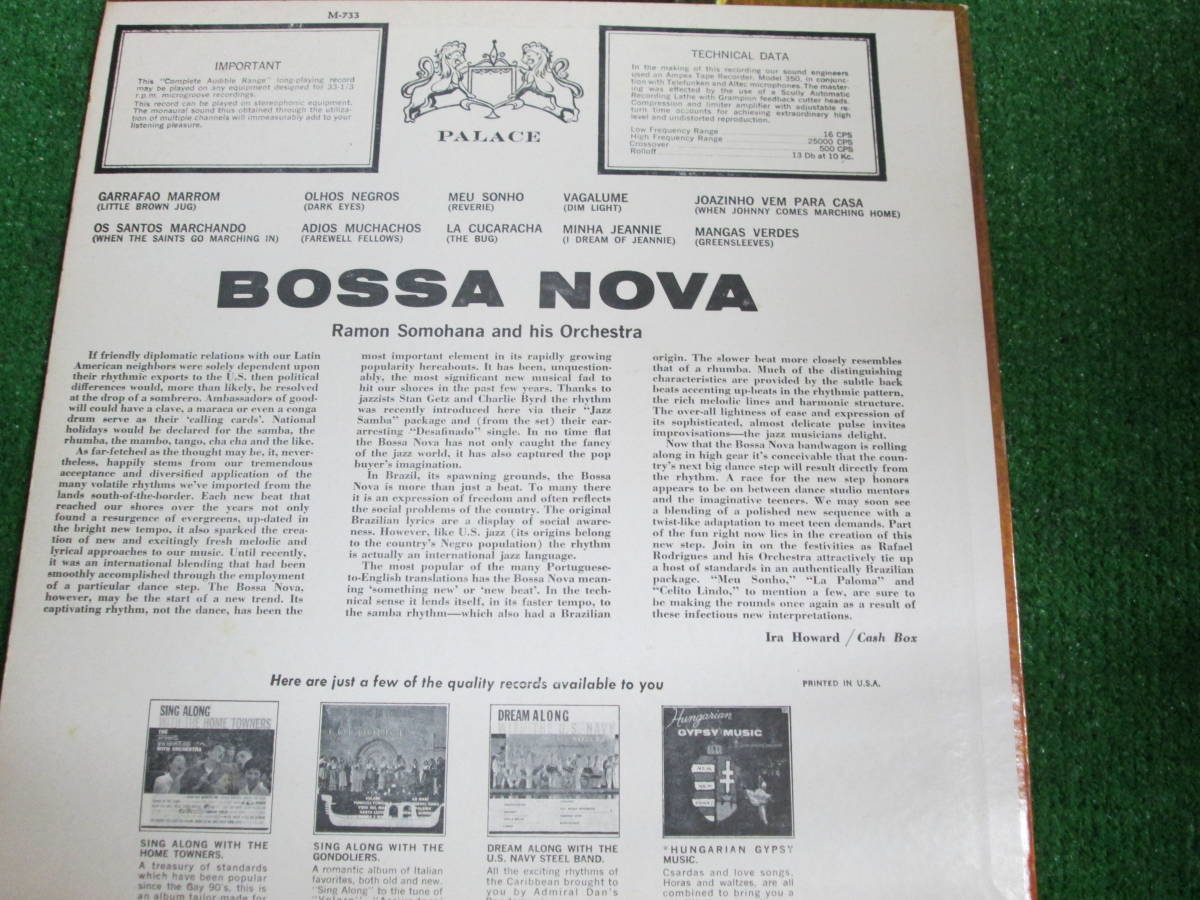 M-733
IMPORTANT
This "Complete Audible Range" long-playing record
may be played on any equipment designed for 33-1/3
r.p.m. microgroove recordings.
This record can be played on stereophonic equipment.
The monaural sound thus obtained through the utiliza-
tion of multiple channels will immeasurably add to your
listening pleasure.
PALACE
TECHNICAL DATA
In the making of this recording our sound engineers
used an Ampex Tape Recorder, Model 350, in conjunc-
tion with Telefunken and Altec microphones. The master-
ing was effected by the use of a Scully Automatic
Recording Lathe with Grampion feedback cutter heads.
Compression and limiter amplifier with adjustable re-
turn time accounts for achieving extraordinary high
level and undistorted reproduction.
Low Frequency Range 16 CPS
High Frequency Range 25000 CPS
Crossover 500 CPS
Rolloff 13 Db at 10 Kc.
GARRAFAO MARROM
(LITTLE BROWN JUG)
OLHOS NEGROS
(DARK EYES)
MEU SONHO
(REVERIE)
VAGALUME
(DIM LIGHT)
JOAZINHO VEM PARA CASA
(WHEN JOHNNY COMES MARCHING HOME)
OS SANTOS MARCHANDO
(WHEN THE SAINTS GO MARCHING IN)
ADIOS MUCHACHOS
(FAREWELL FELLOWS)
LA CUCARACHA
(THE BUG)
MINHA JEANNIE
(I DREAM OF JEANNIE)
MANGAS VERDES
(GREENSLEEVES)
BOSSA NOVA
Ramon Somohana and his Orchestra
If friendly diplomatic relations with our Latin
American neighbors were solely dependent upon
their rhythmic exports to the U.S. then political
differences would, more than likely, be resolved
at the drop of a sombrero. Ambassadors of good-
will could have a clave, a maraca or even a conga
drum serve as their 'calling cards'. National
holidays would be declared for the samba, the
rhumba, the mambo, tango, cha cha and the like.
As far-fetched as the thought may be, it, never-
theless, happily stems from our tremendous
acceptance and diversified application of the
many volatile rhythms we've imported from the
lands south-of-the-border. Each new beat that
reached our shores over the years not only
found a resurgence of evergreens, up-dated in
the bright new tempo, it also sparked the crea-
tion of new and excitingly fresh melodic and
lyrical approaches to our music. Until recently,
it was an international blending that had been
smoothly accomplished through the employment
of a particular dance step. The Bossa Nova,
however, may be the start of a new trend. Its
captivating rhythm, not the dance, has been the
most important element in its rapidly growing
popularity hereabouts. It has been, unquestion-
ably, the most significant new musical fad to
hit our shores in the past few years. Thanks to
jazzists Stan Getz and Charlie Byrd the rhythm
was recently introduced here via their "Jazz
Samba" package and (from the set) their ear-
arresting "Desafinado" single. In no time flat
the Bossa Nova has not only caught the fancy
of the jazz world, it has also captured the pop
buyer's imagination.
In Brazil, its spawning grounds, the Bossa
Nova is more than just a beat. To many there
it is an expression of freedom and often reflects
the social problems of the country. The original
Brazilian lyrics are a display of social aware-
ness. However, like U.S. jazz (its origins belong
to the country's Negro population) the rhythm
is actually an international jazz language.
The most popular of the many Portuguese-
to-English translations has the Bossa Nova mean-
ing 'something new' or 'new beat'. In the tech-
nical sense it lends itself, in its faster tempo, to
the samba rhythm—which also had a Brazilian
origin. The slower beat more closely resembles
that of a rhumba. Much of the distinguishing
characteristics are provided by the subtle back
beats accenting up-beats in the rhythmic pattern,
the rich melodic lines and harmonic structure.
The over-all lightness of ease and expression of
its sophisticated, almost delicate pulse invites
improvisations—the jazz musicians delight.
Now that the Bossa Nova bandwagon is rolling
along in high gear it's conceivable that the coun-
try's next big dance step will result directly from
the rhythm. A race for the new step honors
appears to be on between dance studio mentors
and the imaginative teeners. We may soon see
a blending of a polished new sequence with a
twist-like adaptation to meet teen demands. Part
of the fun right now lies in the creation of this
new step. Join in on the festivities as Rafael
Rodrigues and his Orchestra attractively tie up
a host of standards in an authentically Brazilian
package. "Meu Sonho," "La Paloma" and
"Celito Lindo," to mention a few, are sure to
be making the rounds once again as a result of
these infectious new interpretations.
Ira Howard / Cash Box
Here are just a few of the quality records available to you
PRINTED IN U.S.A.
SING ALONG
WITH THE HOME TOWNERS
DREAM ALONG
WITH THE U.S. NAVY
Hungarian
GYPSY MUSIC
SING ALONG WITH THE
HOME TOWNERS.
A treasury of standards
which have been popular
since the Gay 90's, this is
an album tailor-made for
SING ALONG WITH THE
GONDOLIERS.
A romantic album of Italian
favorites, both old and new.
"Sing Along" to the tune of
DREAM ALONG WITH THE
U.S. NAVY STEEL BAND.
All the exciting rhythms of
the Caribbean brought to
you by Admiral Dan's
*HUNGARIAN GYPSY
MUSIC.
Csardas and love songs,
Horas and waltzes, are all
combined to bring you a